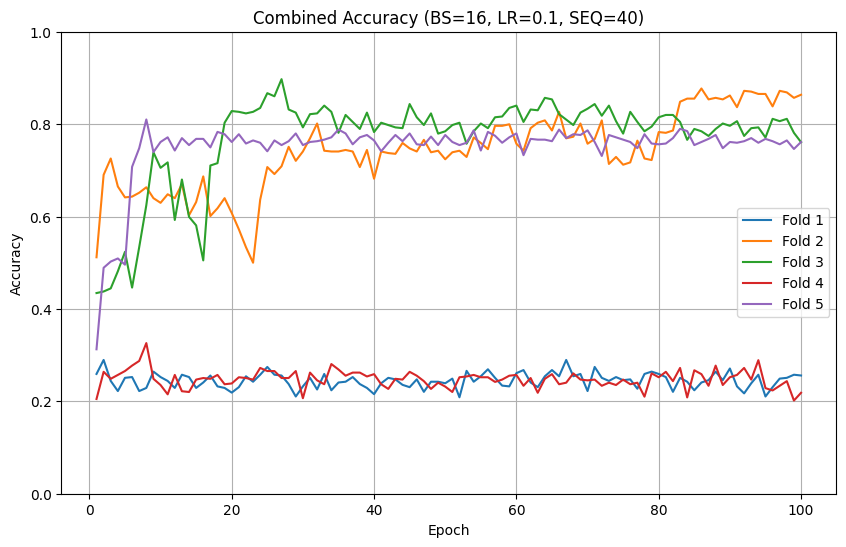 Combined Accuracy (BS=16, LR=0.1, SEQ=40)
1.0
0.8
0.6
0.4
0.2
0.0
Accuracy
Fold 1
Fold 2
Fold 3
Fold 4
Fold 5
0 20 40 60 80 100
Epoch